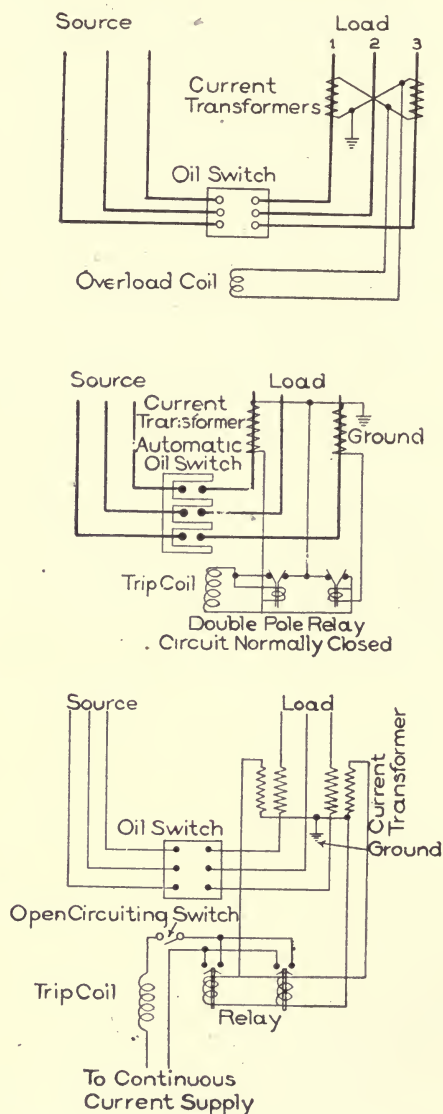 Source
Load
1 2 3
Current
Transformers
Oil Switch
Overload Coil
Source
Load
Current
Transformer
Automatic
Oil Switch
Ground
Trip Coil
Double Pole Relay
Circuit Normally Closed
Source
Load
Current
Transformer
Oil Switch
Ground
Open Circuiting Switch
Trip Coil
Relay
To Continuous
Current Supply